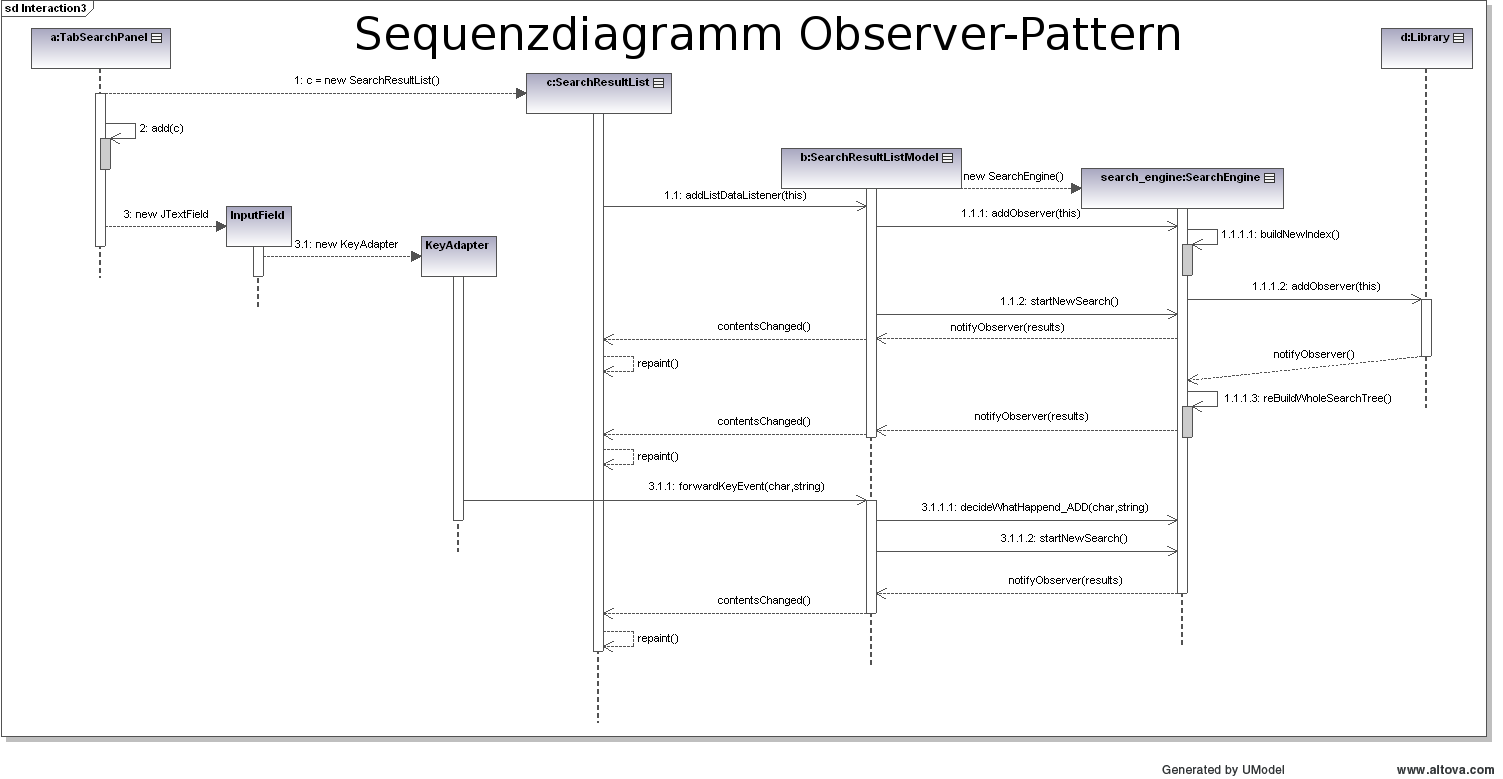 sd Interaction3
Sequenzdiagramm Observer-Pattern
a:TabSearchPanel
d:Library
1: c = new SearchResultList()
c:SearchResultList
2: add(c)
b:SearchResultListModel
new SearchEngine()
search_engine:SearchEngine
1.1: addListDataListener(this)
3: new JTextField
InputField
1.1.1: addObserver(this)
1.1.1.1: buildNewIndex()
3.1: new KeyAdapter
KeyAdapter
1.1.1.2: addObserver(this)
1.1.2: startNewSearch()
contentsChanged()
notifyObserver(results)
notifyObserver()
repaint()
1.1.1.3: reBuildWholeSearchTree()
contentsChanged()
notifyObserver(results)
repaint()
3.1.1: forwardKeyEvent(char,string)
3.1.1.1: decideWhatHappend_ADD(char,string)
3.1.1.2: startNewSearch()
notifyObserver(results)
contentsChanged()
repaint()
Generated by UModel
www.altova.com